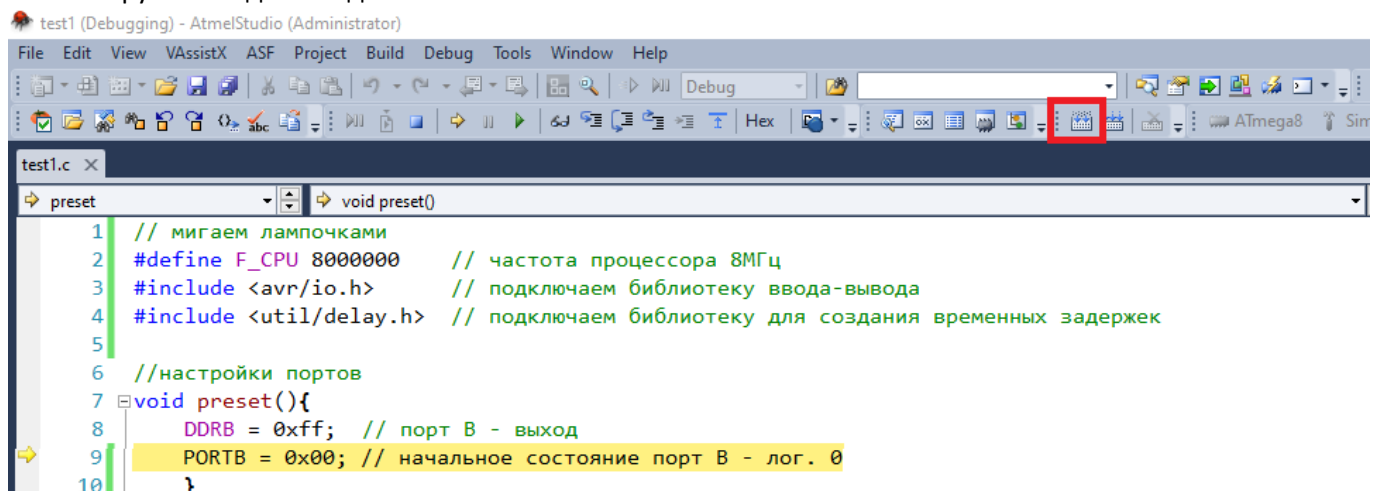 test1 (Debugging) - AtmelStudio (Administrator)
File Edit View VAssistX ASF Project Build Debug Tools Window Help
Debug
Hex ATmega8 Sim
test1.c
preset void preset()
1 // мигаем лампочками
2 #define F_CPU 8000000 // частота процессора 8МГц
3 #include <avr/io.h> // подключаем библиотеку ввода-вывода
4 #include <util/delay.h> // подключаем библиотеку для создания временных задержек
5
6 //настройки портов
7 void preset(){
8 DDRB = 0xff; // порт B - выход
9 PORTB = 0x00; // начальное состояние порт B - лог. 0
10 }